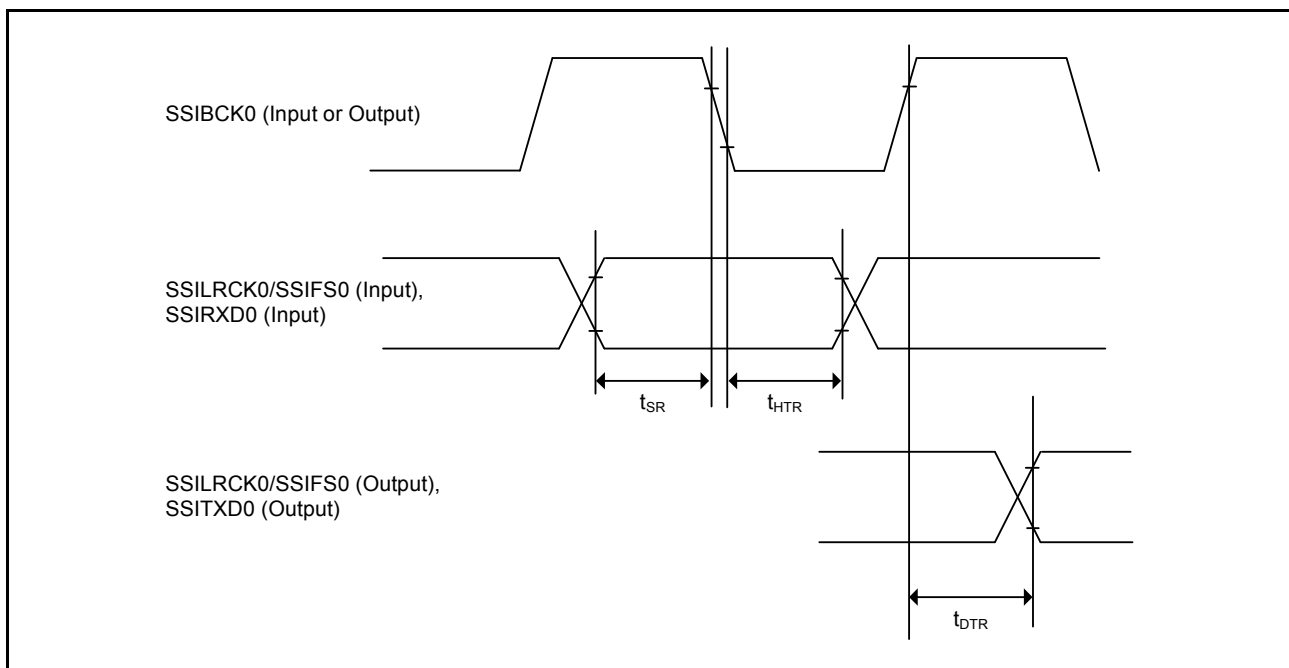 SSIBCK0 (Input or Output)
SSILRCK0/SSIFS0 (Input),
SSIRXD0 (Input)
tSR
tHTR
SSILRCK0/SSIFS0 (Output),
SSITXD0 (Output)
tDTR